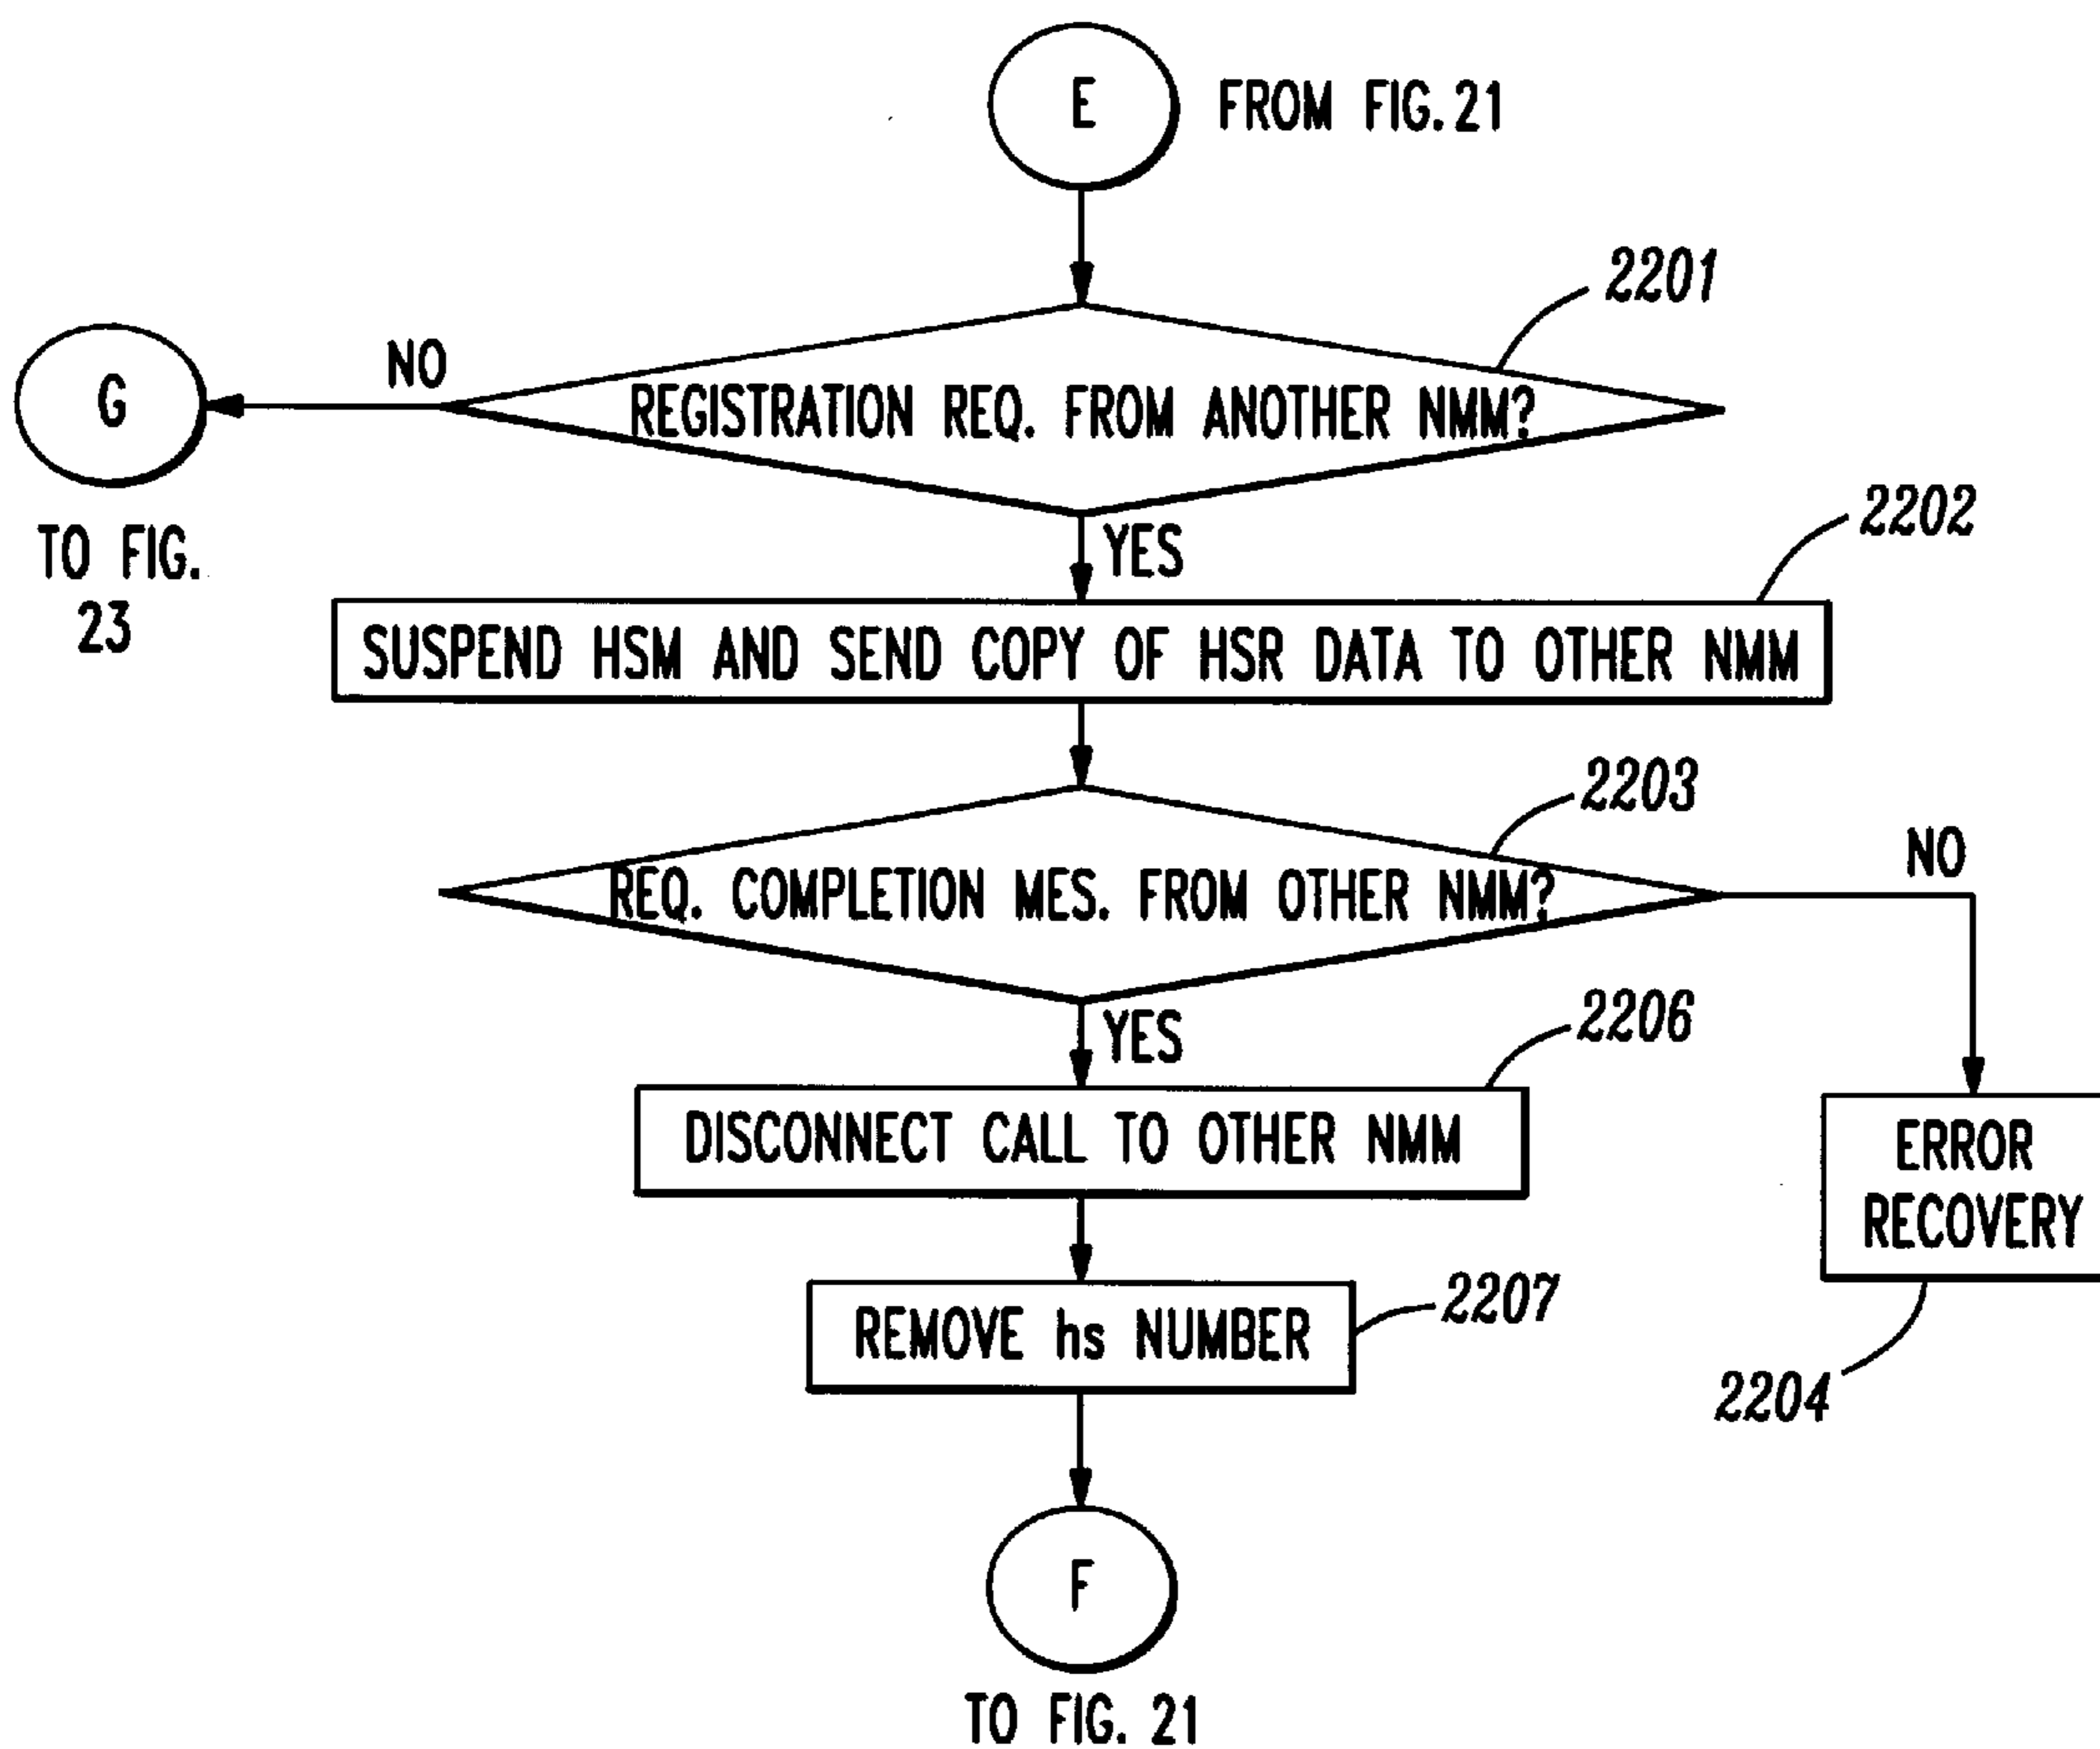 E
FROM FIG. 21
2201
NO
G
REGISTRATION REQ. FROM ANOTHER NMM?
TO FIG.
23
YES
2202
SUSPEND HSM AND SEND COPY OF HSR DATA TO OTHER NMM
2203
NO
REQ. COMPLETION MES. FROM OTHER NMM?
YES
2206
DISCONNECT CALL TO OTHER NMM
ERROR
RECOVERY
2207
REMOVE hs NUMBER
2204
F
TO FIG. 21